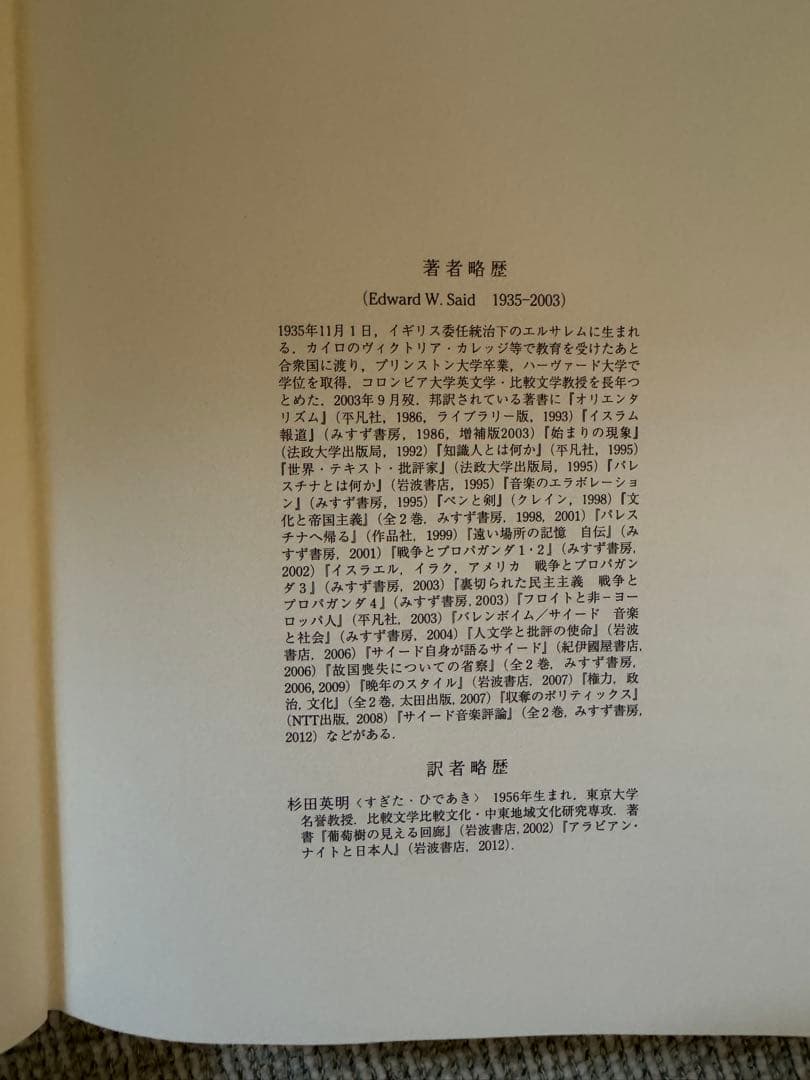 著者略歴
(Edward W. Said 1935-2003)
1935年11月1日，イギリス委任統治下のエルサレムに生まれ
る．カイロのヴィクトリア・カレッジ等で教育を受けたあと
合衆国に渡り，プリンストン大学卒業，ハーヴァード大学で
学位を取得．コロンビア大学英文学・比較文学教授を長年つ
とめた．2003年9月歿．邦訳されている著書に『オリエンタ
リズム』（平凡社，1986，ライブラリー版，1993）『イスラム
報道』（みすず書房，1986，増補版2003）『始まりの現象』
（法政大学出版局，1992）『知識人とは何か』（平凡社，1995）
『世界・テキスト・批評家』（法政大学出版局，1995）『パレ
スチナとは何か』（岩波書店，1995）『音楽のエラボレーショ
ン』（みすず書房，1995）『ペンと剣』（クレイン，1998）『文
化と帝国主義』（全2巻，みすず書房，1998，2001）『パレス
チナへ帰る』（作品社，1999）『遠い場所の記憶 自伝』（み
すず書房，2001）『戦争とプロパガンダ1・2』（みすず書房，
2002）『イスラエル，イラク，アメリカ 戦争とプロパガン
ダ3』（みすず書房，2003）『裏切られた民主主義 戦争と
プロパガンダ4』（みすず書房，2003）『フロイトと非－ヨー
ロッパ人』（平凡社，2003）『バレンボイム／サイード 音楽
と社会』（みすず書房，2004）『人文学と批評の使命』（岩波
書店，2006）『サイード自身が語るサイード』（紀伊國屋書店，
2006）『故国喪失についての省察』（全2巻，みすず書房，
2006，2009）『晩年のスタイル』（岩波書店，2007）『権力，政
治，文化』（全2巻，太田出版，2007）『収奪のポリティックス』
（NTT出版，2008）『サイード音楽評論』（全2巻，みすず書房，
2012）などがある．
訳者略歴
杉田英明〈すぎた・ひであき〉 1956年生まれ．東京大学
名誉教授．比較文学比較文化・中東地域文化研究専攻．著
書『葡萄樹の見える回廊』（岩波書店，2002）『アラビアン・
ナイトと日本人』（岩波書店，2012）．